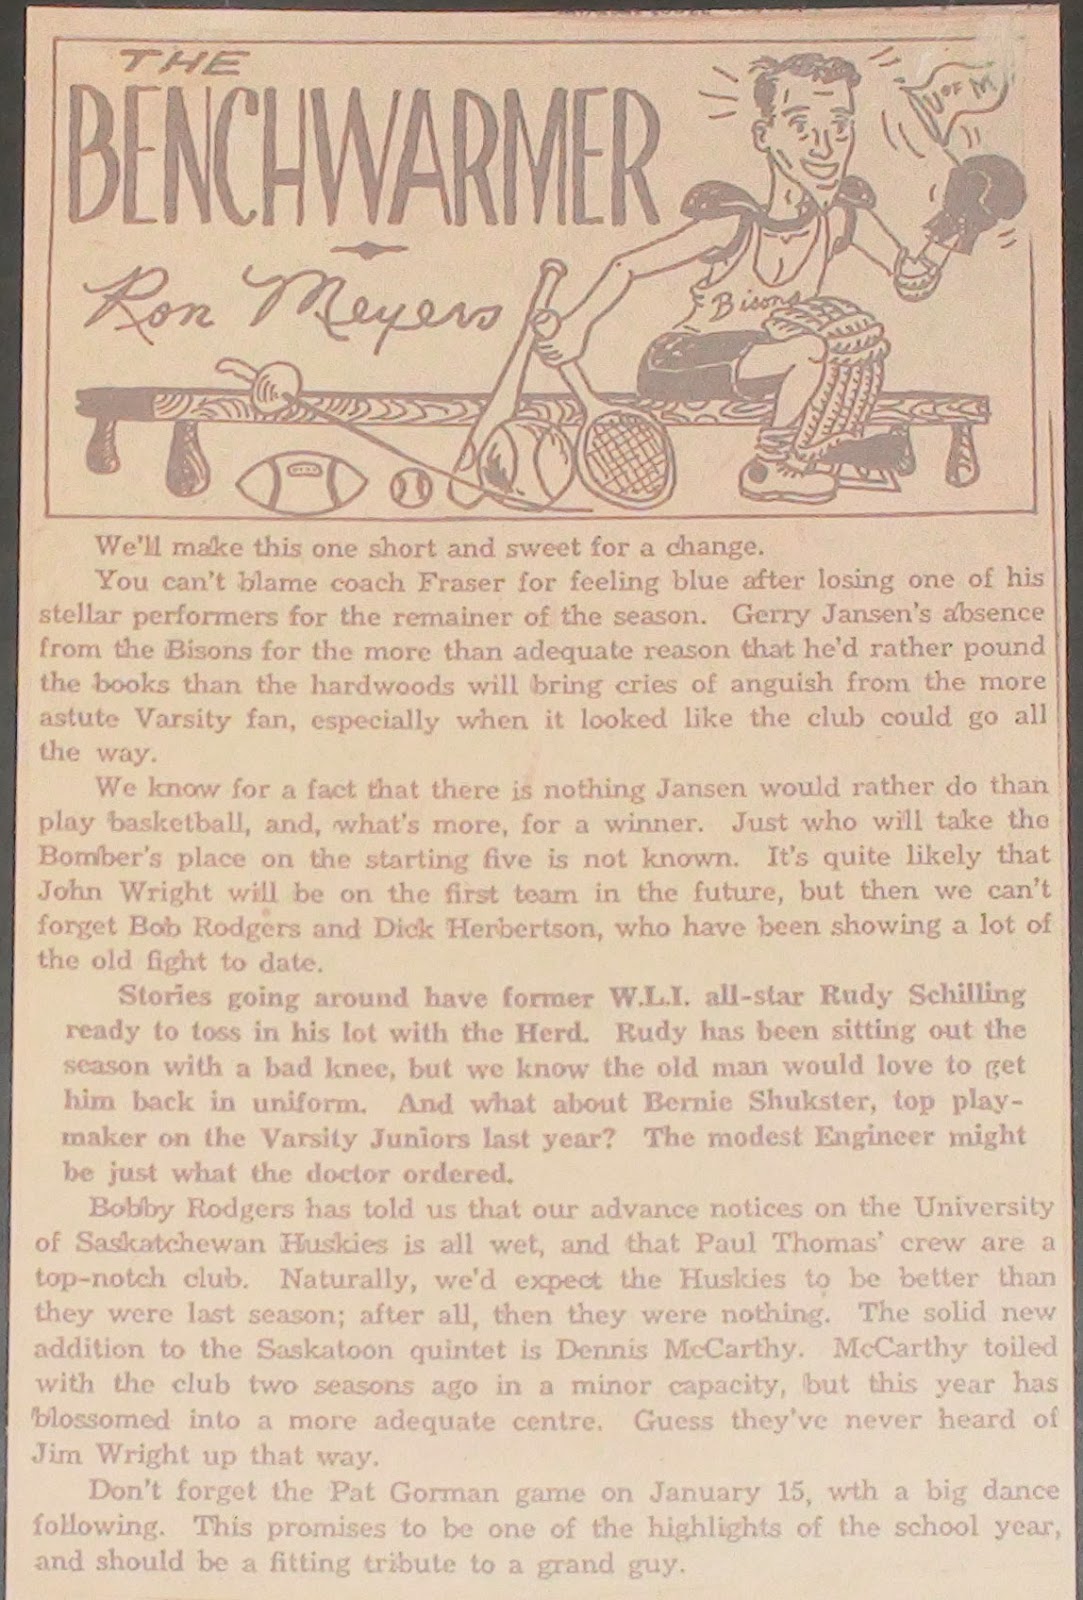 THE
BENCHWARMER
Ron Meyers
U OF M
Bisons
We'll make this one short and sweet for a change.
You can't blame coach Fraser for feeling blue after losing one of his
stellar performers for the remainer of the season. Gerry Jansen's absence
from the Bisons for the more than adequate reason that he'd rather pound
the books than the hardwoods will bring cries of anguish from the more
astute Varsity fan, especially when it looked like the club could go all
the way.
We know for a fact that there is nothing Jansen would rather do than
play basketball, and, what's more, for a winner. Just who will take the
Bomber's place on the starting five is not known. It's quite likely that
John Wright will be on the first team in the future, but then we can't
forget Bob Rodgers and Dick Herbertson, who have been showing a lot of
the old fight to date.
Stories going around have former W.L.I. all-star Rudy Schilling
ready to toss in his lot with the Herd. Rudy has been sitting out the
season with a bad knee, but we know the old man would love to get
him back in uniform. And what about Bernie Shukster, top play-
maker on the Varsity Juniors last year? The modest Engineer might
be just what the doctor ordered.
Bobby Rodgers has told us that our advance notices on the University
of Saskatchewan Huskies is all wet, and that Paul Thomas' crew are a
top-notch club. Naturally, we'd expect the Huskies to be better than
they were last season; after all, then they were nothing. The solid new
addition to the Saskatoon quintet is Dennis McCarthy. McCarthy toiled
with the club two seasons ago in a minor capacity, but this year has
blossomed into a more adequate centre. Guess they've never heard of
Jim Wright up that way.
Don't forget the Pat Gorman game on January 15, wth a big dance
following. This promises to be one of the highlights of the school year,
and should be a fitting tribute to a grand guy.